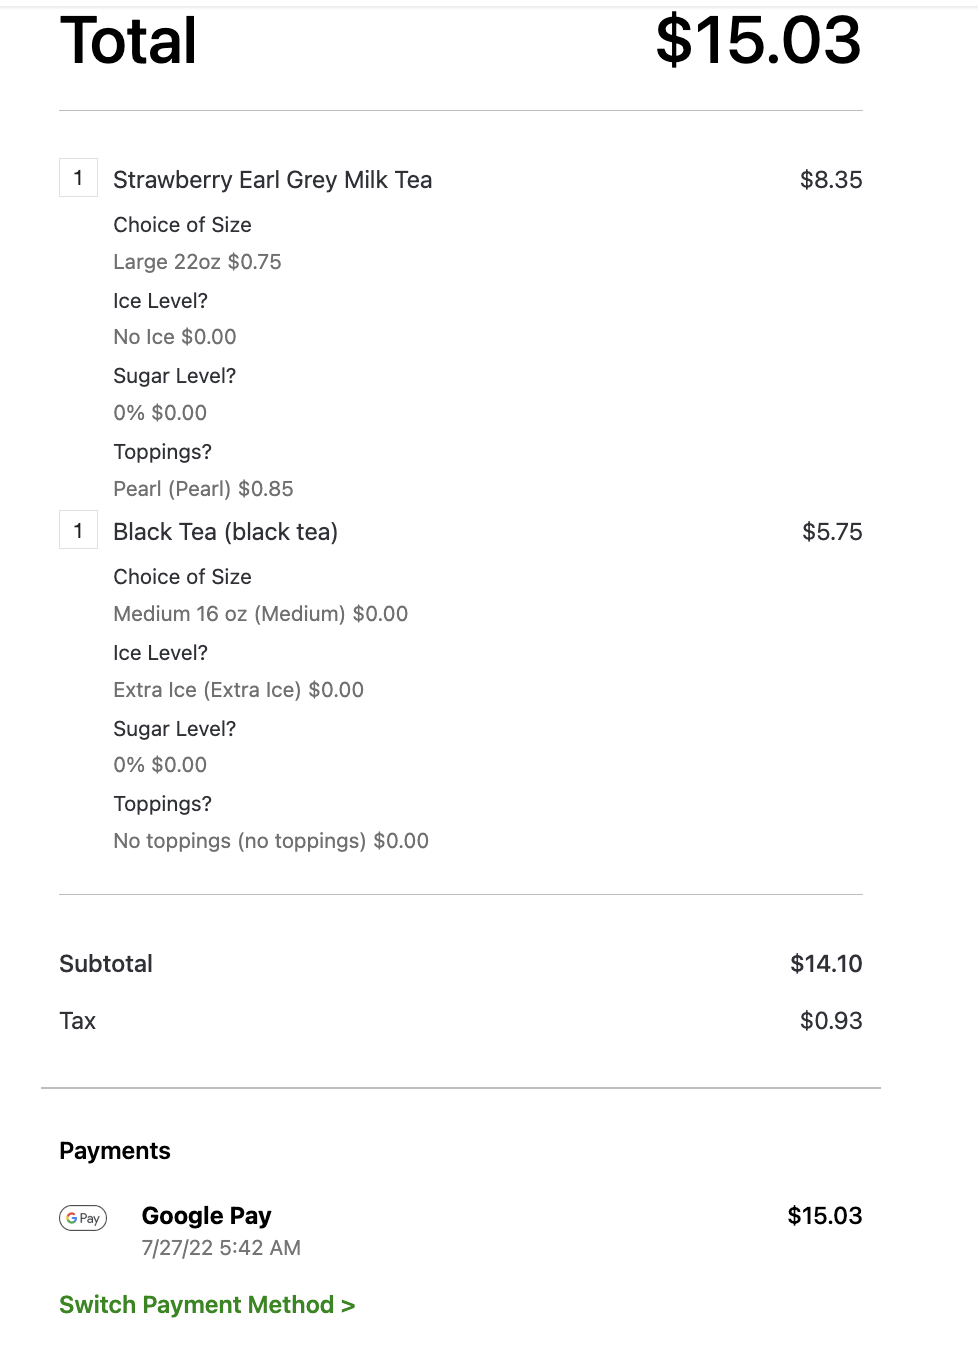 Total $15.03
1 Strawberry Earl Grey Milk Tea $8.35
Choice of Size
Large 22oz $0.75
Ice Level?
No Ice $0.00
Sugar Level?
0% $0.00
Toppings?
Pearl (Pearl) $0.85
1 Black Tea (black tea) $5.75
Choice of Size
Medium 16 oz (Medium) $0.00
Ice Level?
Extra Ice (Extra Ice) $0.00
Sugar Level?
0% $0.00
Toppings?
No toppings (no toppings) $0.00
Subtotal $14.10
Tax $0.93
Payments
G Pay Google Pay $15.03
7/27/22 5:42 AM
Switch Payment Method >